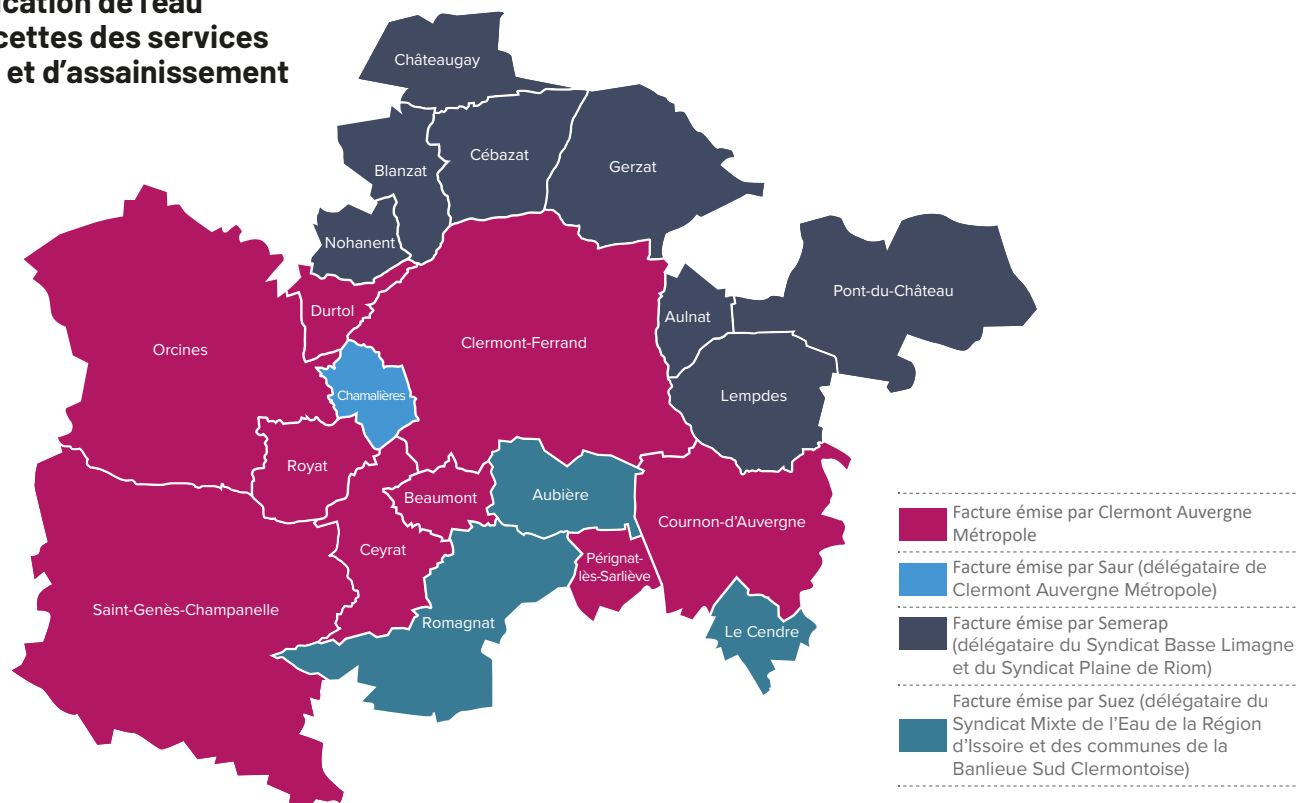 cation de l'eau
cettes des services
et d'assainissement
Châteaugay
Cébazat
Gerzat
Blanzat
Nohanent
Pont-du-Château
Durtol
Aulnat
Clermont-Ferrand
Orcines
Chamalières
Lempdes
Royat
Beaumont
Aubière
Cournon-d'Auvergne
Ceyrat
Pérignat-
lès-Sarliève
Saint-Genès-Champanelle
Romagnat
Le Cendre
Facture émise par Clermont Auvergne
Métropole
Facture émise par Saur (délégataire de
Clermont Auvergne Métropole)
Facture émise par Semerap
(délégataire du Syndicat Basse Limagne
et du Syndicat Plaine de Riom)
Facture émise par Suez (délégataire du
Syndicat Mixte de l'Eau de la Région
d'Issoire et des communes de la
Banlieue Sud Clermontoise)